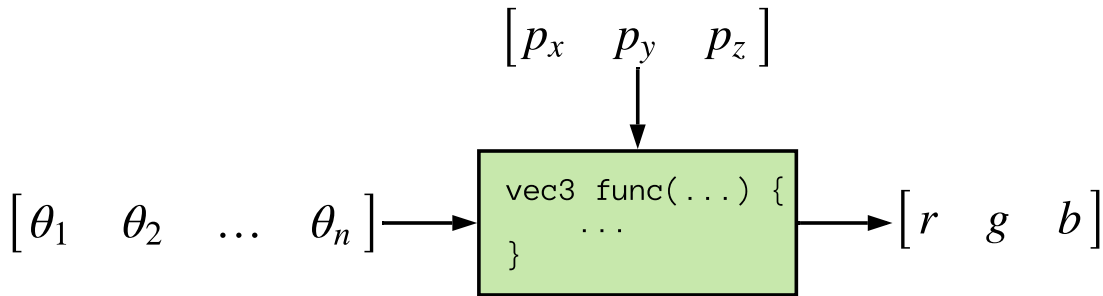 [p_x p_y p_z]
vec3 func(...) {
...
}
[θ_1 θ_2 ... θ_n]
[r g b]